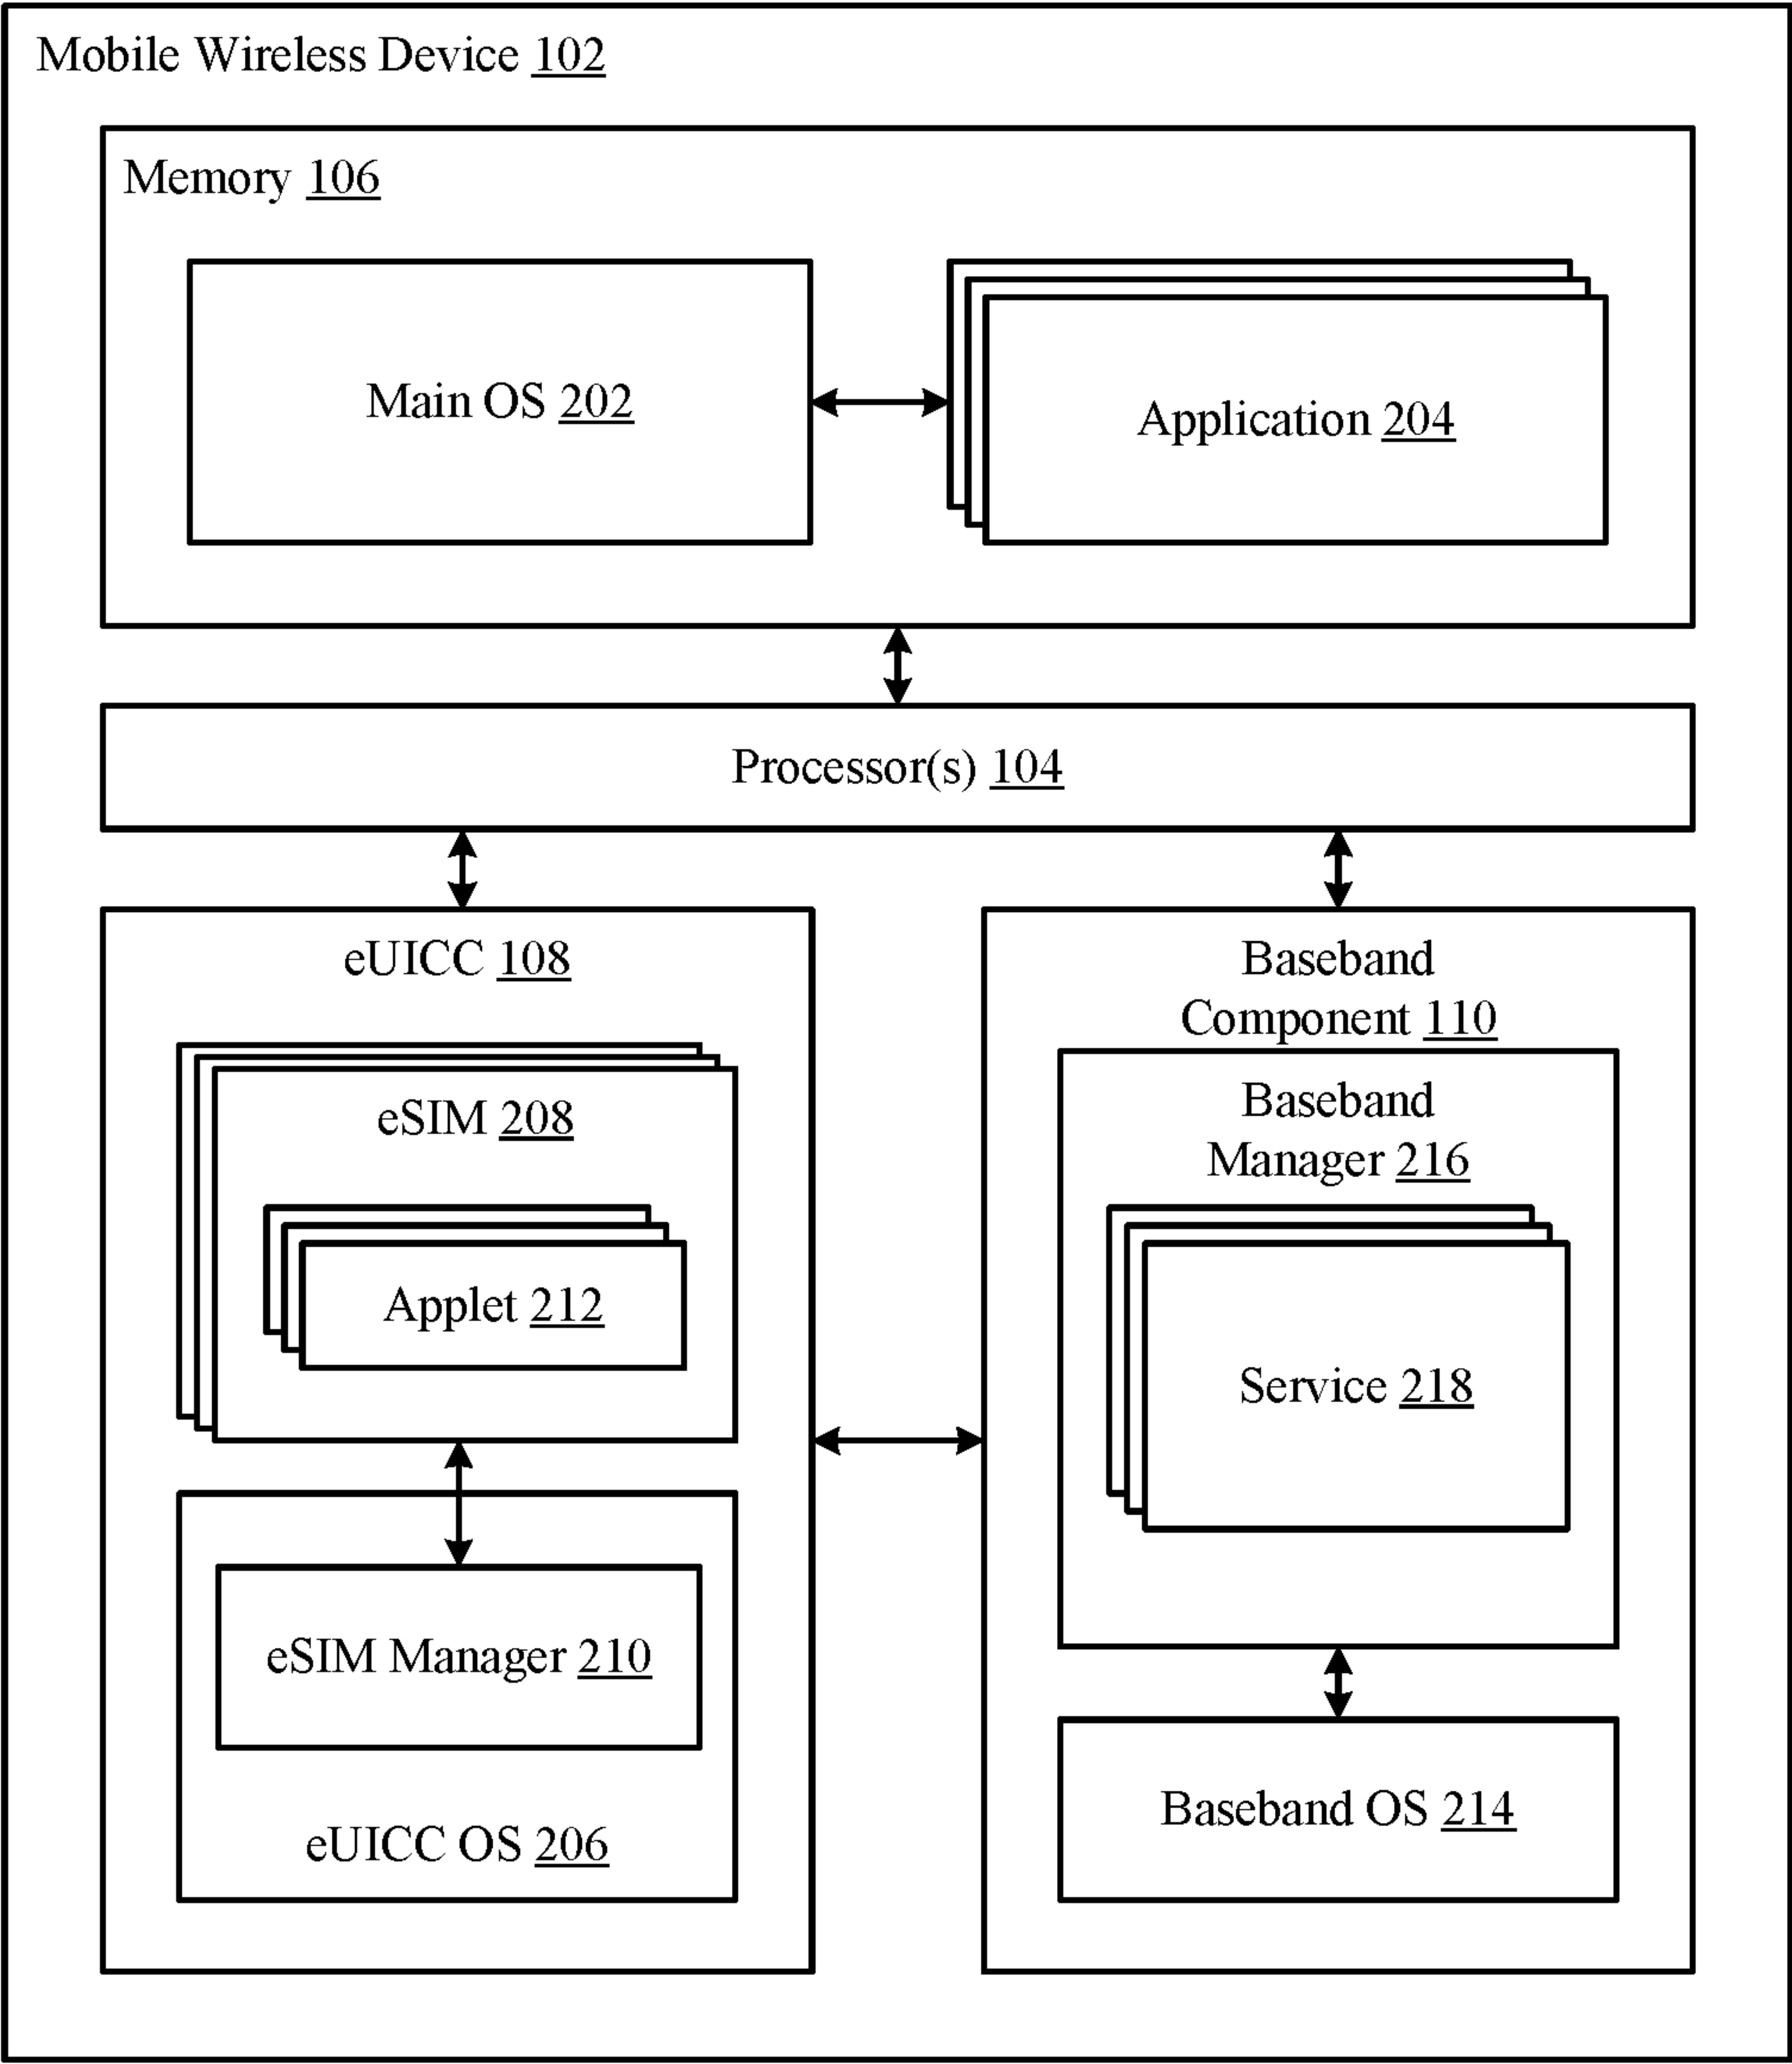 Mobile Wireless Device 102
Memory 106
Main OS 202
Application 204
Processor(s) 104
eUICC 108
eSIM 208
Applet 212
eSIM Manager 210
eUICC OS 206
Baseband
Component 110
Baseband
Manager 216
Service 218
Baseband OS 214